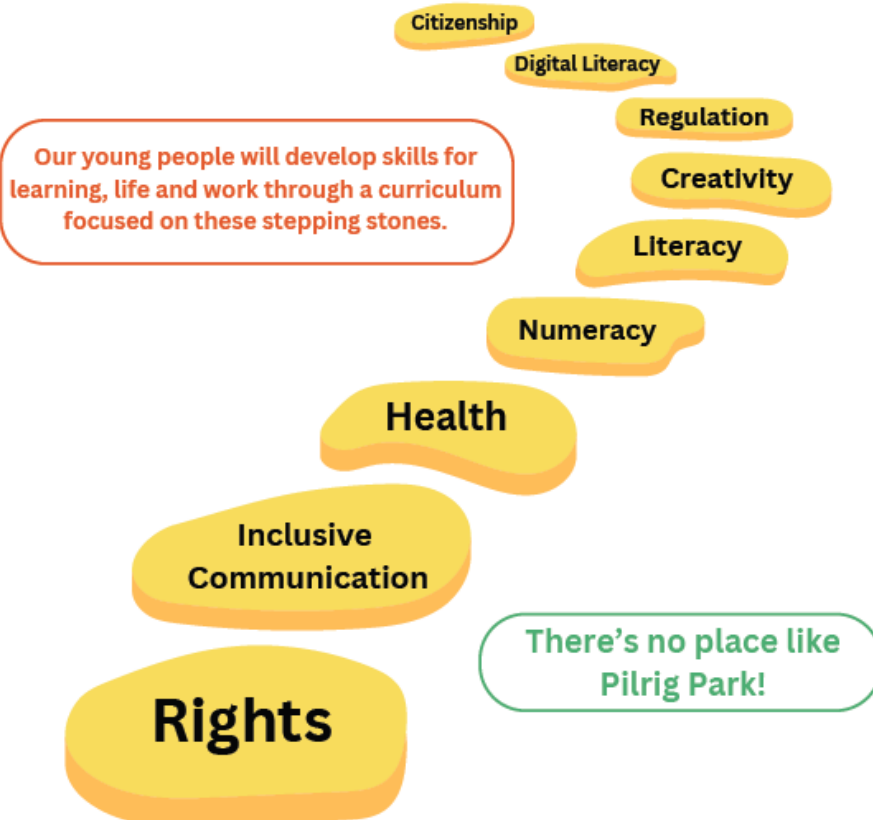 Citizenship
Digital Literacy
Regulation
Our young people will develop skills for
learning, life and work through a curriculum
focused on these stepping stones.
Creativity
Literacy
Numeracy
Health
Inclusive
Communication
There's no place like
Pilrig Park!
Rights